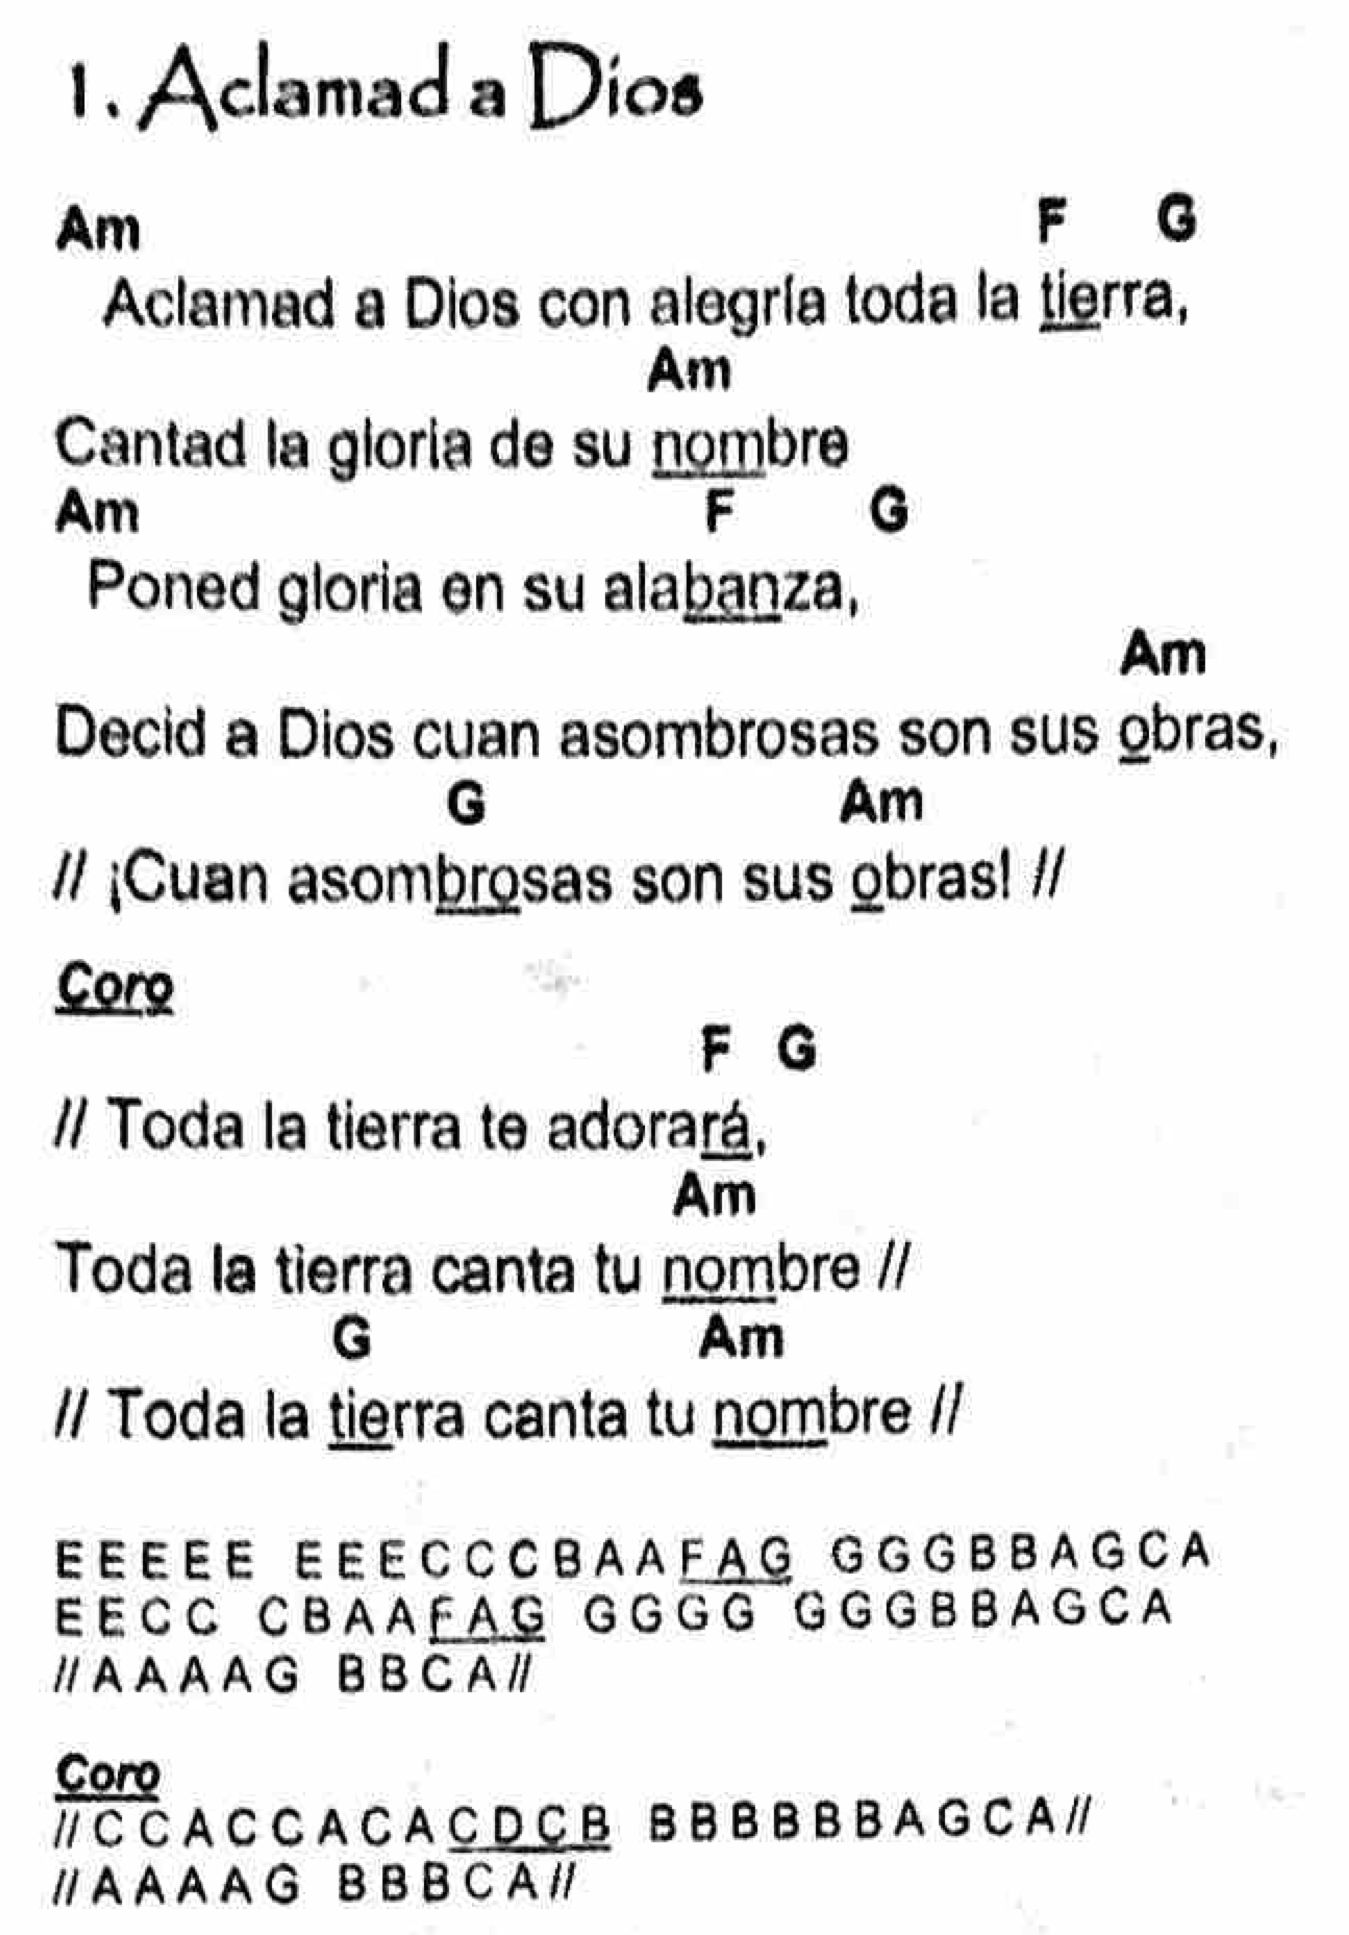 1. Aclamad a Dios
Am F G
Aclamad a Dios con alegría toda la tierra,
Am
Cantad la gloria de su nombre
Am F G
Poned gloria en su alabanza,
Am
Decid a Dios cuan asombrosas son sus obras,
G Am
// ¡Cuan asombrosas son sus obras! //
Coro
F G
// Toda la tierra te adorará,
Am
Toda la tierra canta tu nombre //
G Am
// Toda la tierra canta tu nombre //
E E E E E E E E C C C B A A F A G G G G B B A G C A
E E C C C B A A F A G G G G G G G G B B A G C A
// A A A A G B B C A //
Coro
// C C A C C A C A C D C B B B B B B B A G C A //
// A A A A G B B B C A //